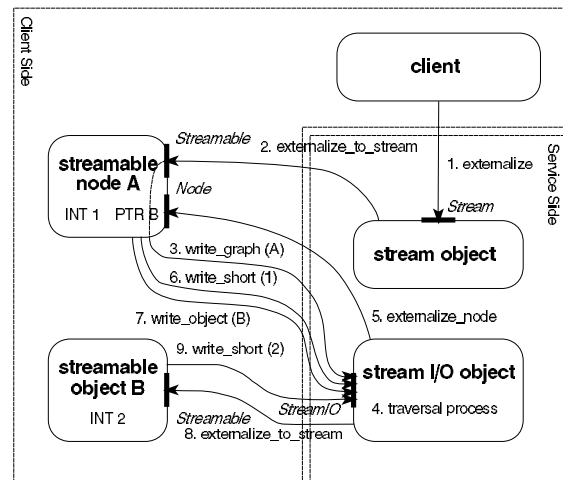 Client Side
client
Streamable
2. externalize_to_stream
1. externalize
Service Side
streamable
node A
Node
INT 1 PTR B
Stream
stream object
3. write_graph (A)
6. write_short (1)
7. write_object (B)
5. externalize_node
9. write_short (2)
streamable
object B
INT 2
stream I/O object
4. traversal process
StreamIO
Streamable
8. externalize_to_stream